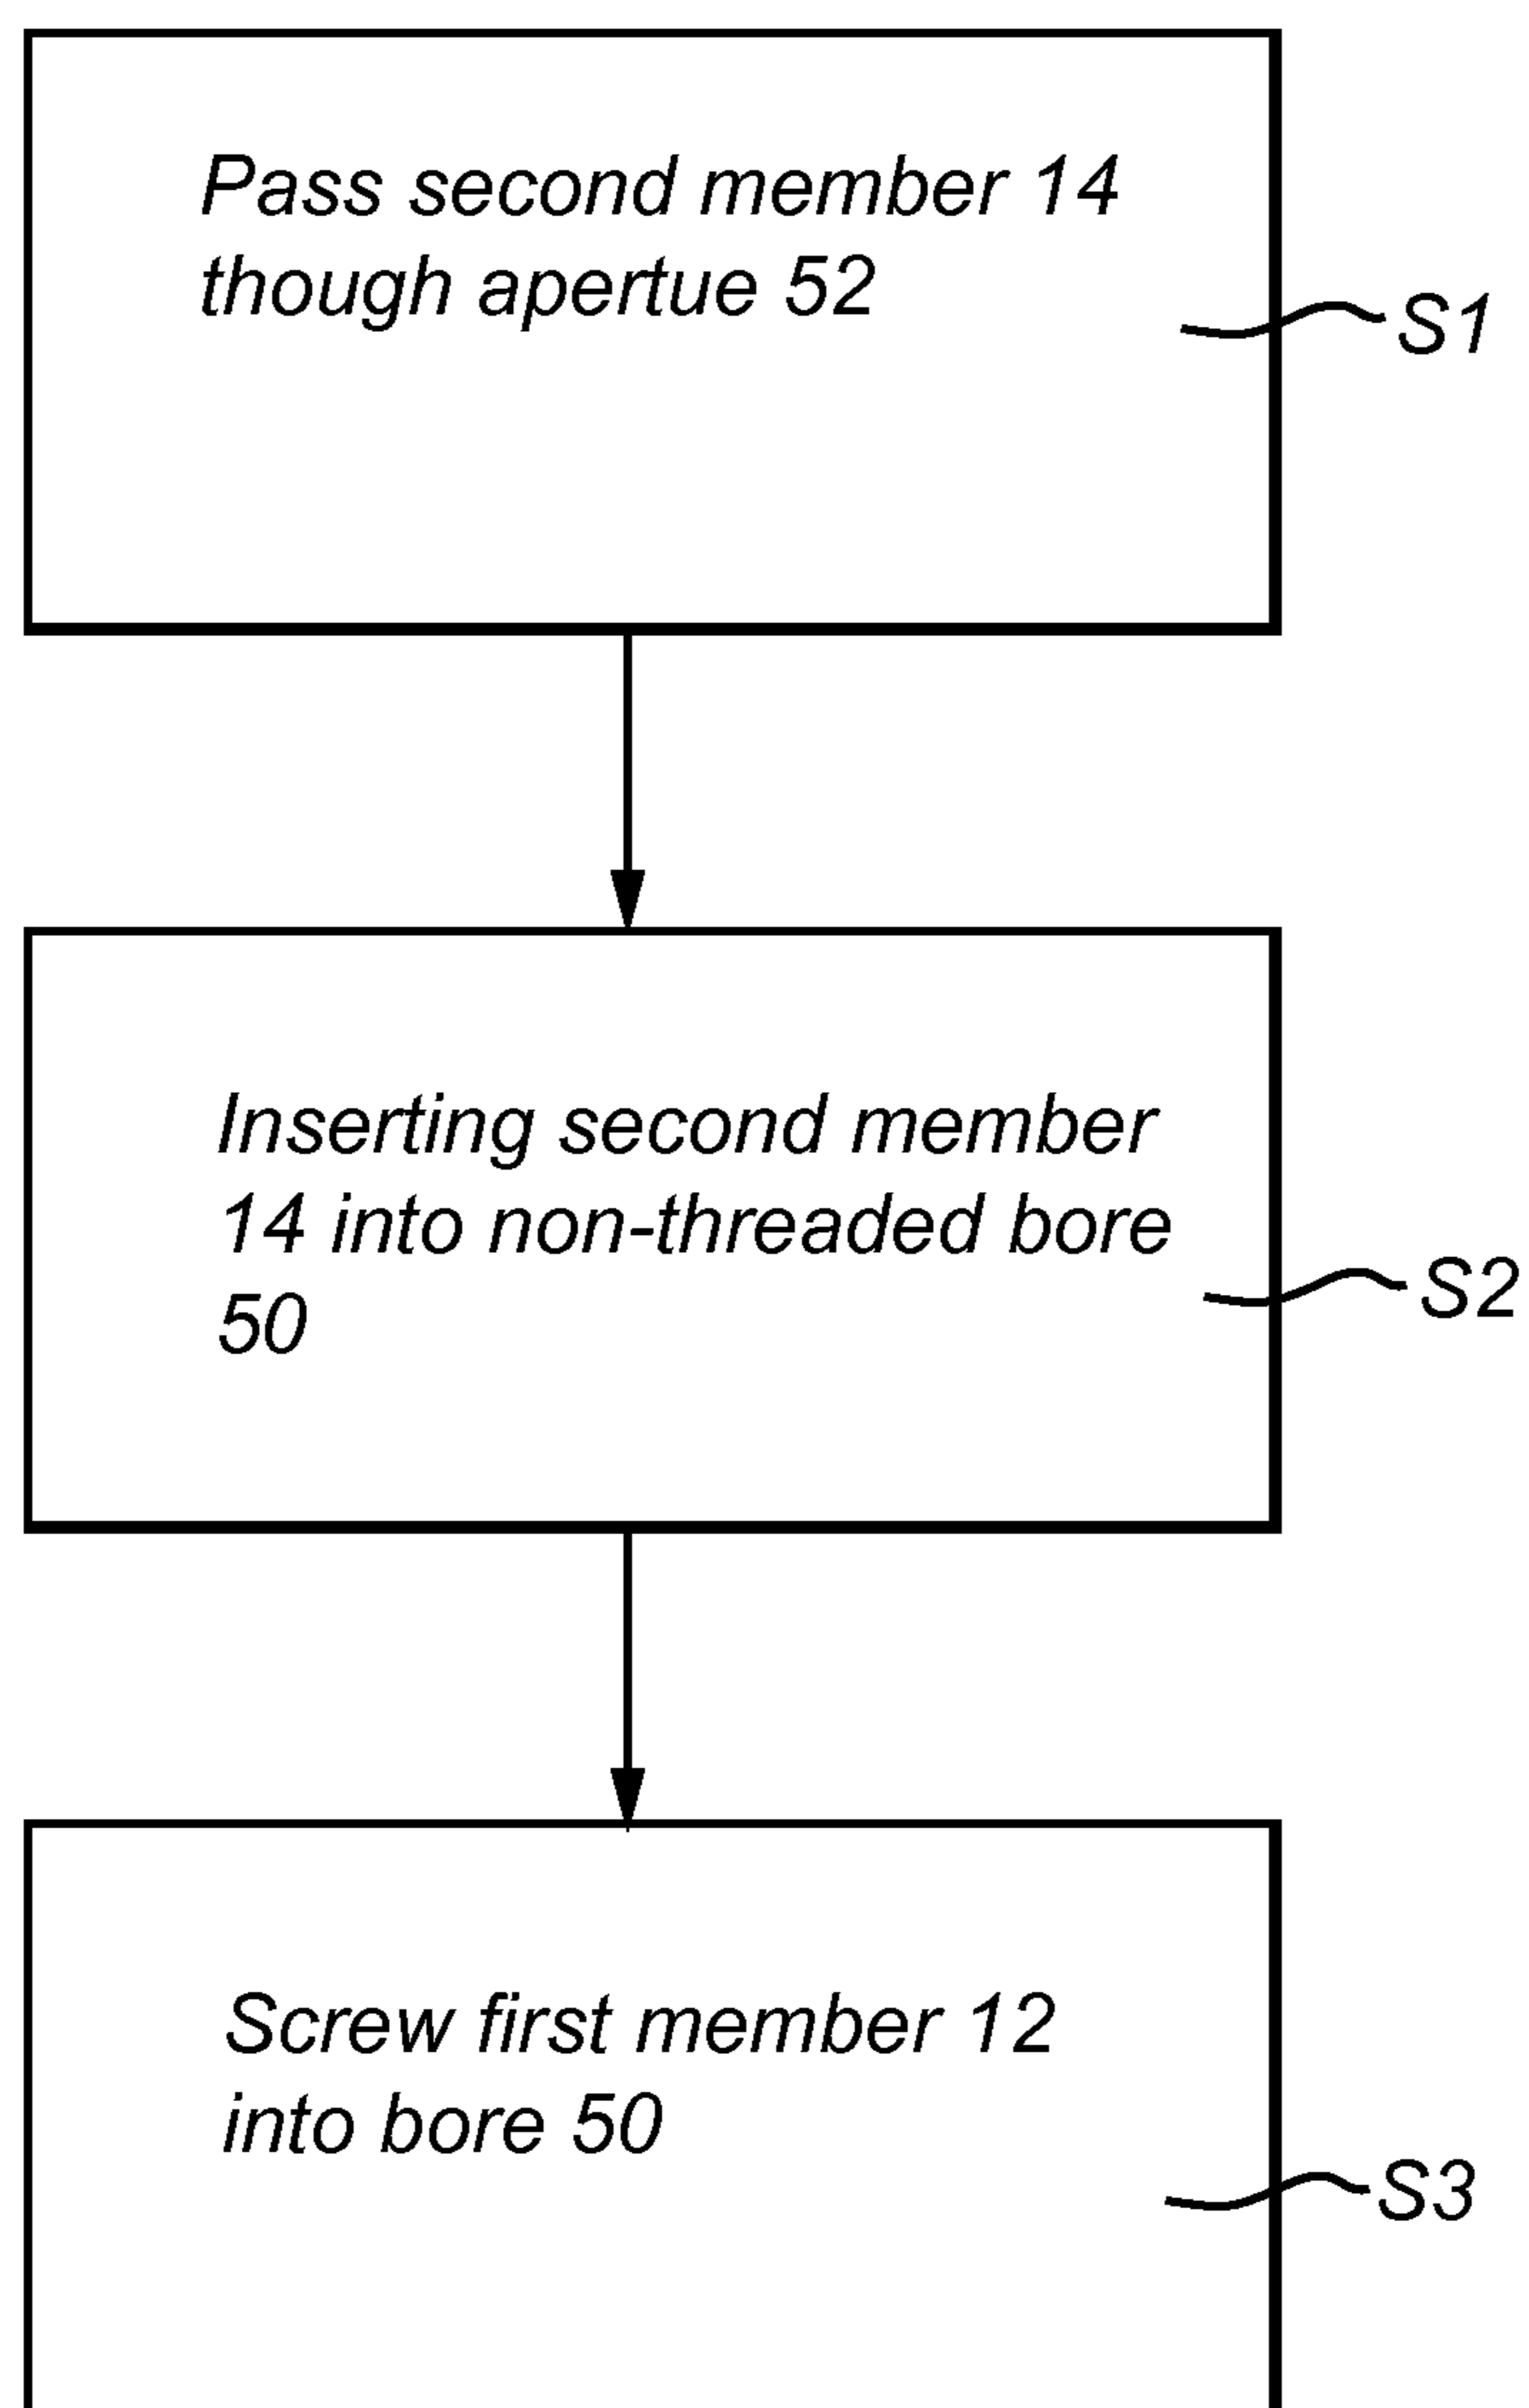 Pass second member 14
though apertue 52
S1
Inserting second member
14 into non-threaded bore
50
S2
Screw first member 12
into bore 50
S3